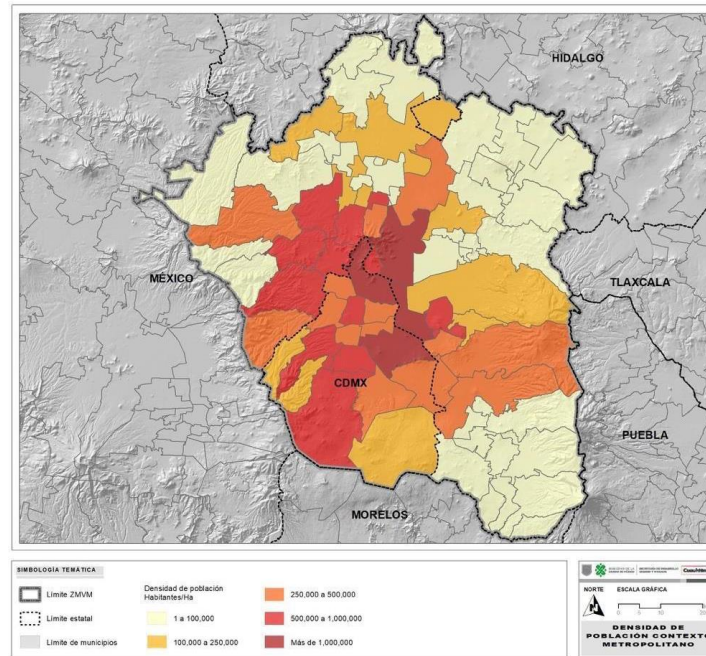 HIDALGO
TLAXCALA
MÉXICO
CDMX
PUEBLA
MORELOS
SIMBOLOGÍA TEMÁTICA
Límite ZMVM
Límite estatal
Límite de municipios
Densidad de población
Habitantes/Ha
1 a 100,000
100,000 a 250,000
250,000 a 500,000
500,000 a 1,000,000
Más de 1,000,000
NORTE
ESCALA GRÁFICA
DENSIDAD DE
POBLACIÓN CONTEXTO
METROPOLITANO